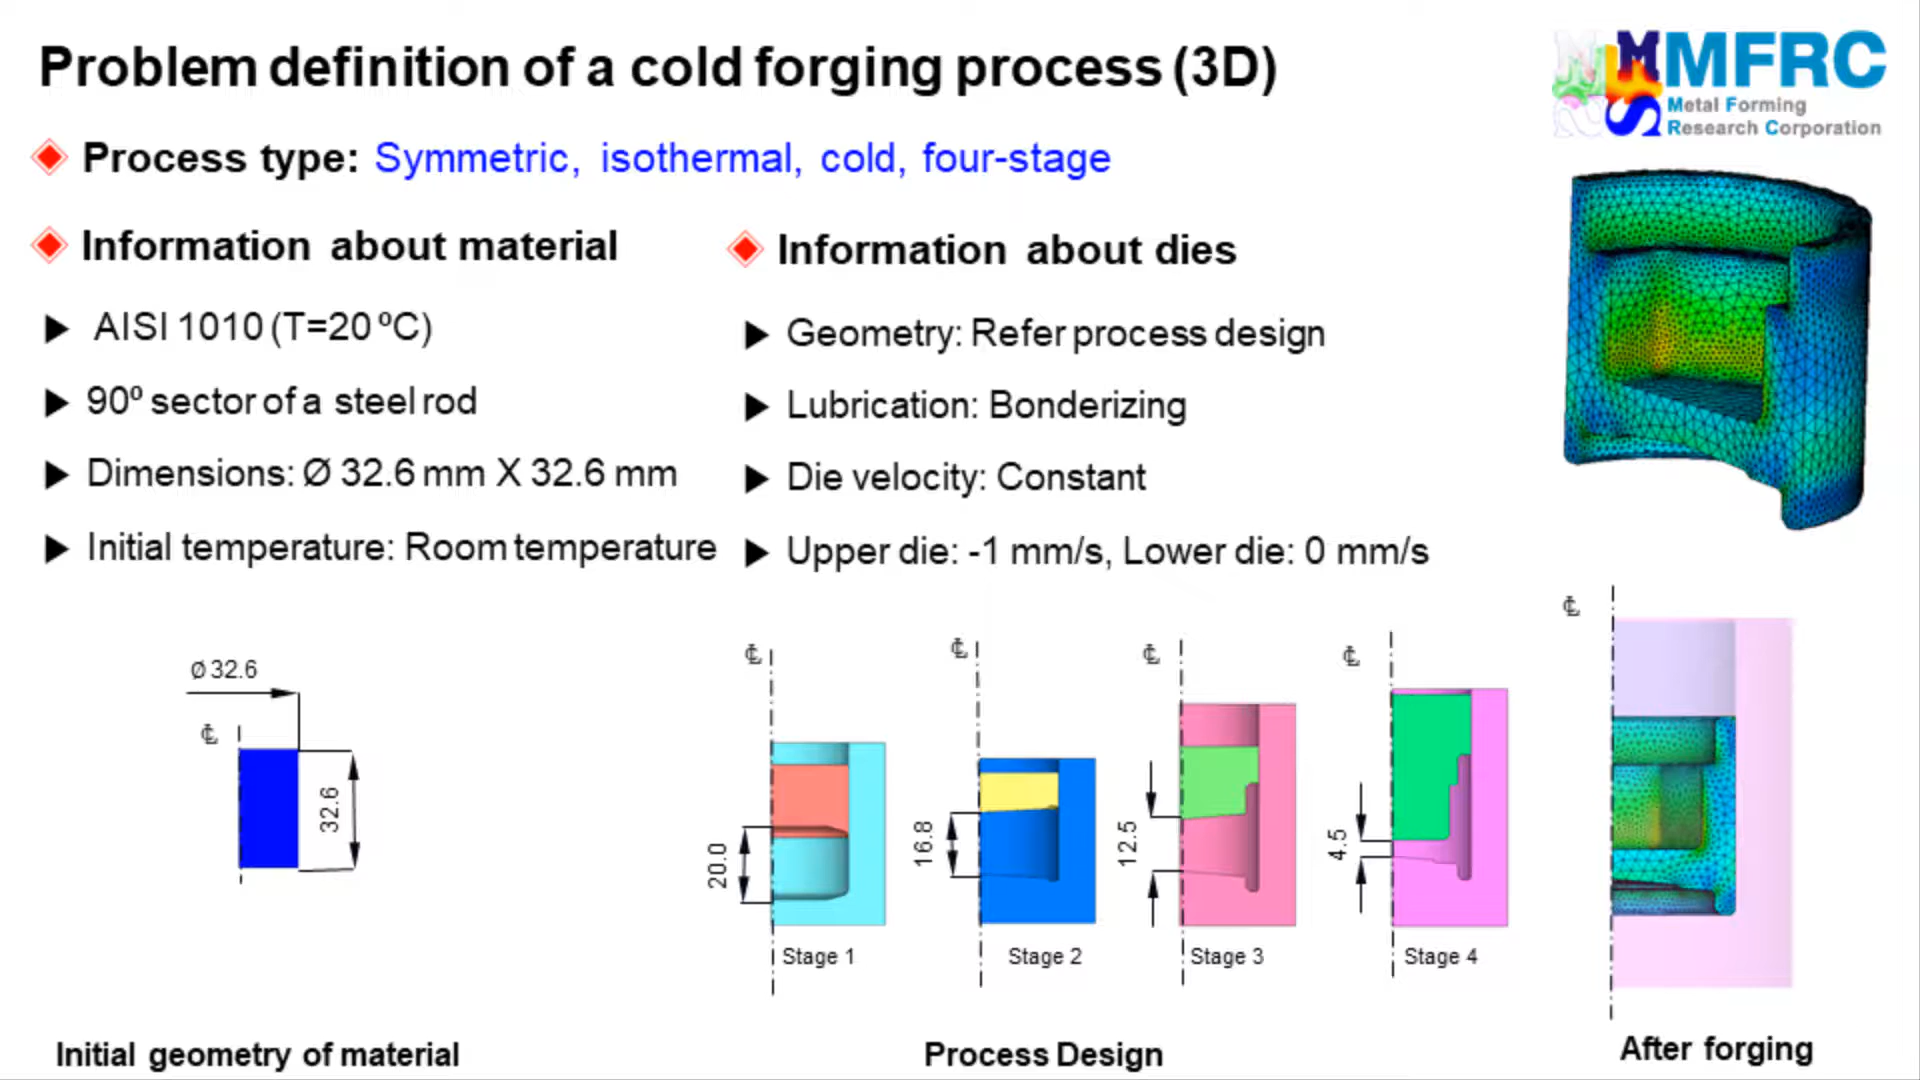 Problem definition of a cold forging process (3D)
MFRC
Metal Forming
Research Corporation
Process type: Symmetric, isothermal, cold, four-stage
Information about material
AISI 1010 (T=20 ºC)
90º sector of a steel rod
Dimensions: Ø 32.6 mm X 32.6 mm
Initial temperature: Room temperature
Information about dies
Geometry: Refer process design
Lubrication: Bonderizing
Die velocity: Constant
Upper die: -1 mm/s, Lower die: 0 mm/s
Ø 32.6
℄
32.6
Initial geometry of material
℄
20.0
Stage 1
℄
16.8
Stage 2
℄
12.5
Stage 3
℄
4.5
Stage 4
Process Design
℄
After forging